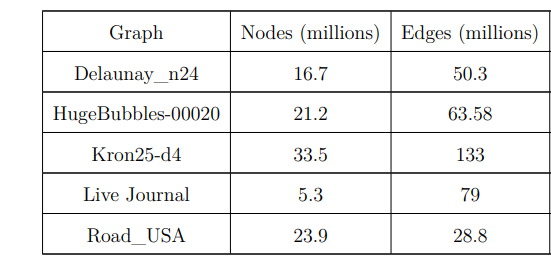 Graph Nodes (millions) Edges (millions)
Delaunay_n24 16.7 50.3
HugeBubbles-00020 21.2 63.58
Kron25-d4 33.5 133
Live Journal 5.3 79
Road_USA 23.9 28.8